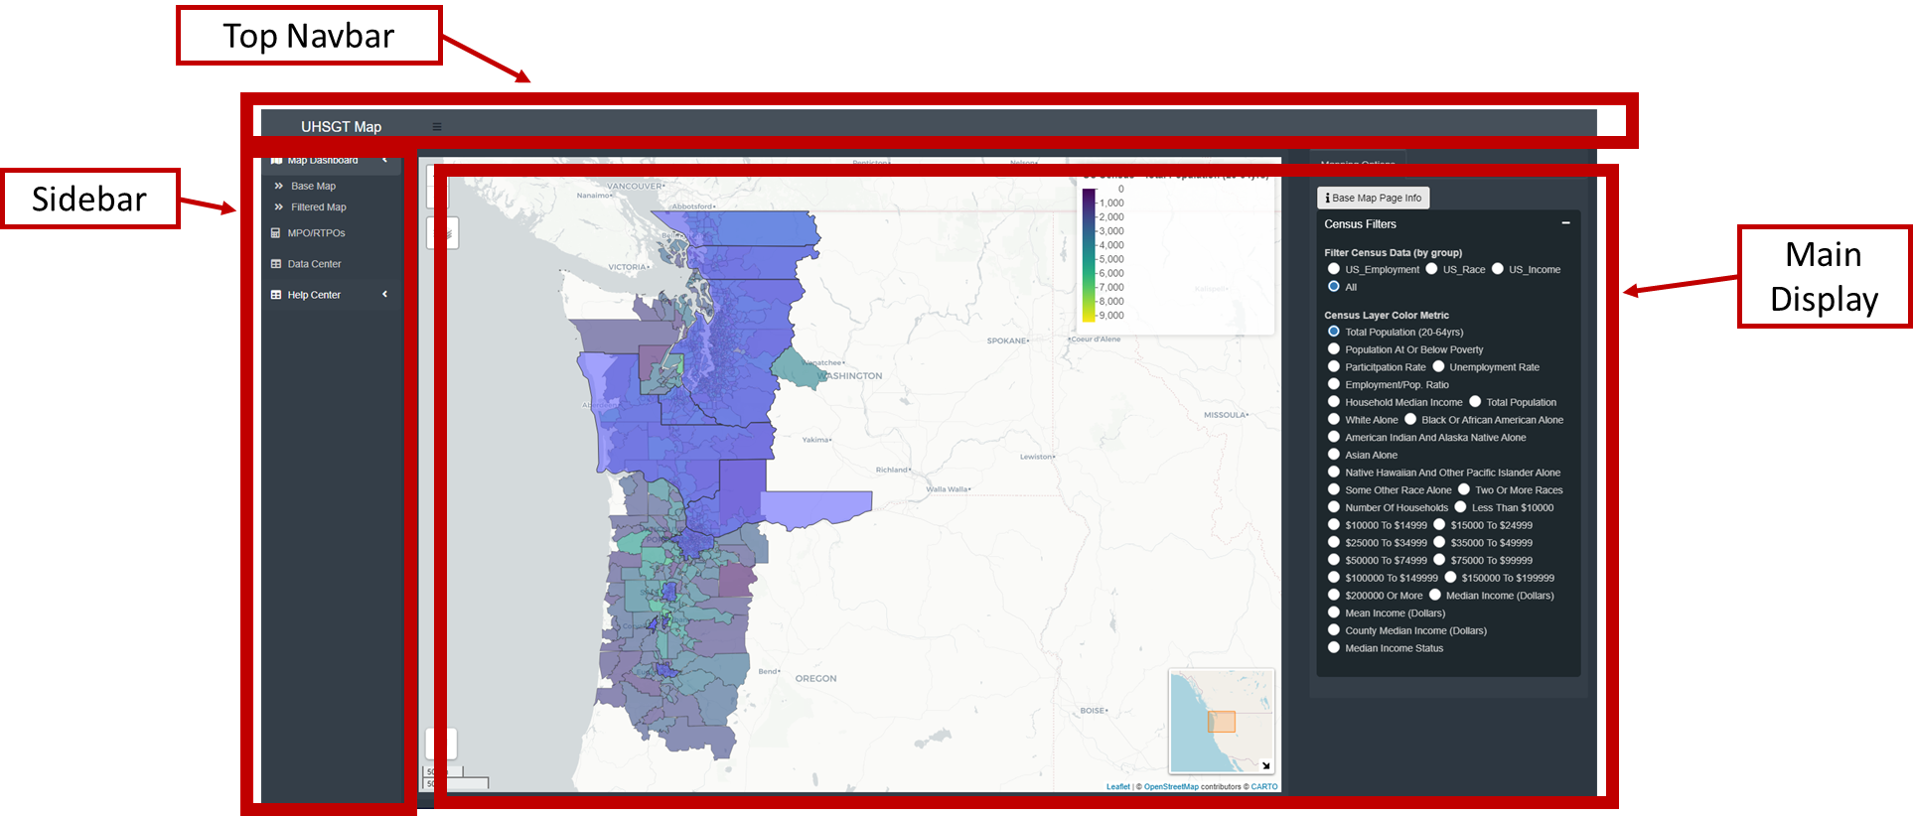 Top Navbar
UHSGT Map
Sidebar
Map Dashboard
Base Map
Filtered Map
MPO/RTPOs
Data Center
Help Center
Penticton
Nelson
VANCOUVER
Nanaimo
Abbotsford
VICTORIA
Kalispell
SPOKANE
Coeur d'Alene
WASHINGTON
MISSOULA
Yakima
Richland
Lewiston
Walla Walla
Bend
OREGON
BOISE
US Census - Total Population (20-64yrs)
0
1,000
2,000
3,000
4,000
5,000
6,000
7,000
8,000
9,000
Leaflet | © OpenStreetMap contributors © CARTO
Mapping Options
Base Map Page Info
Census Filters
Filter Census Data (by group)
US_Employment US_Race US_Income
All
Census Layer Color Metric
Total Population (20-64yrs)
Population At Or Below Poverty
Particitpation Rate Unemployment Rate
Employment/Pop. Ratio
Household Median Income Total Population
White Alone Black Or African American Alone
American Indian And Alaska Native Alone
Asian Alone
Native Hawaiian And Other Pacific Islander Alone
Some Other Race Alone Two Or More Races
Number Of Households Less Than $10000
$10000 To $14999 $15000 To $24999
$25000 To $34999 $35000 To $49999
$50000 To $74999 $75000 To $99999
$100000 To $149999 $150000 To $199999
$200000 Or More Median Income (Dollars)
Mean Income (Dollars)
County Median Income (Dollars)
Median Income Status
Main
Display